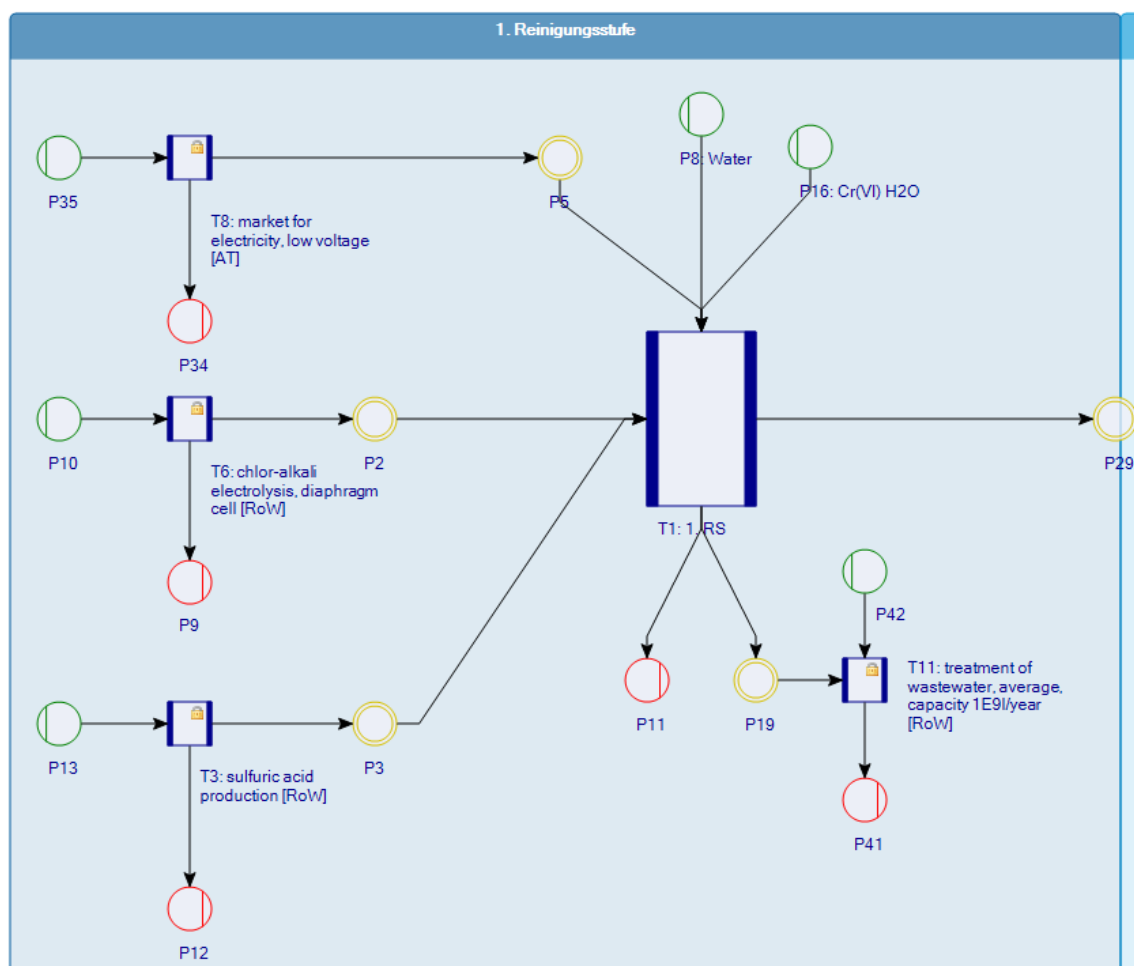 1. Reinigungsstufe
P8: Water
P16: Cr(VI) H2O
P35
P5
T8: market for
electricity, low voltage
[AT]
P34
P10
T6: chlor-alkali
electrolysis, diaphragm
cell [RoW]
P2
P29
T1: 1. RS
P9
P42
P13
T3: sulfuric acid
production [RoW]
P3
P11
P19
T11: treatment of
wastewater, average,
capacity 1E9l/year
[RoW]
P41
P12